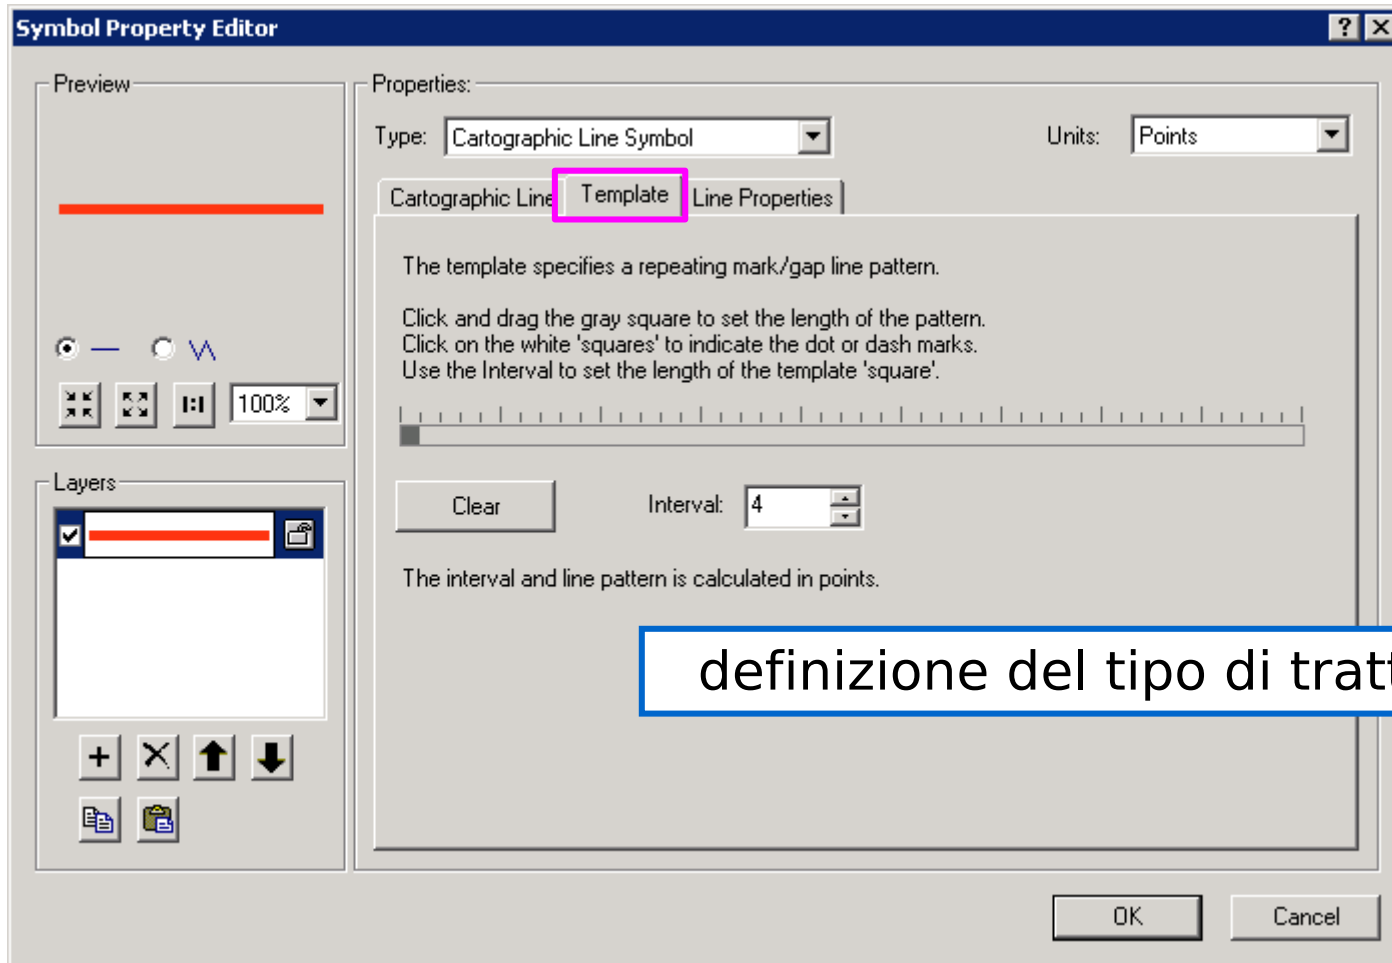 Symbol Property Editor
Preview
100%
Layers
Properties:
Type: Cartographic Line Symbol
Units: Points
Cartographic Line Template Line Properties
The template specifies a repeating mark/gap line pattern.
Click and drag the gray square to set the length of the pattern.
Click on the white 'squares' to indicate the dot or dash marks.
Use the Interval to set the length of the template 'square'.
Clear Interval: 4
The interval and line pattern is calculated in points.
definizione del tipo di
OK Cancel